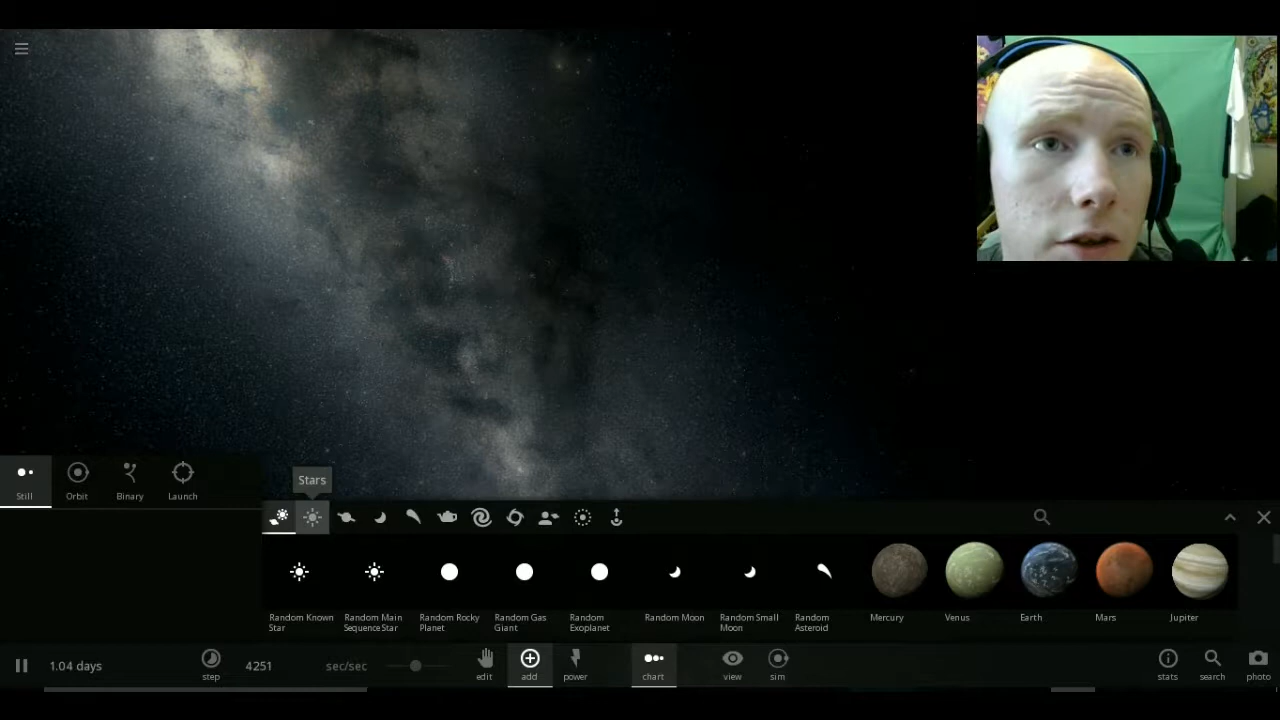 Still
Orbit
Binary
Launch
Stars
Random Known
Star
Random Main
Sequence Star
Random Rocky
Planet
Random Gas
Giant
Random
Exoplanet
Random Moon
Random Small
Moon
Random
Asteroid
Mercury
Venus
Earth
Mars
Jupiter
1.04 days
step
4251
sec/sec
edit
add
power
chart
view
sim
stats
search
photo